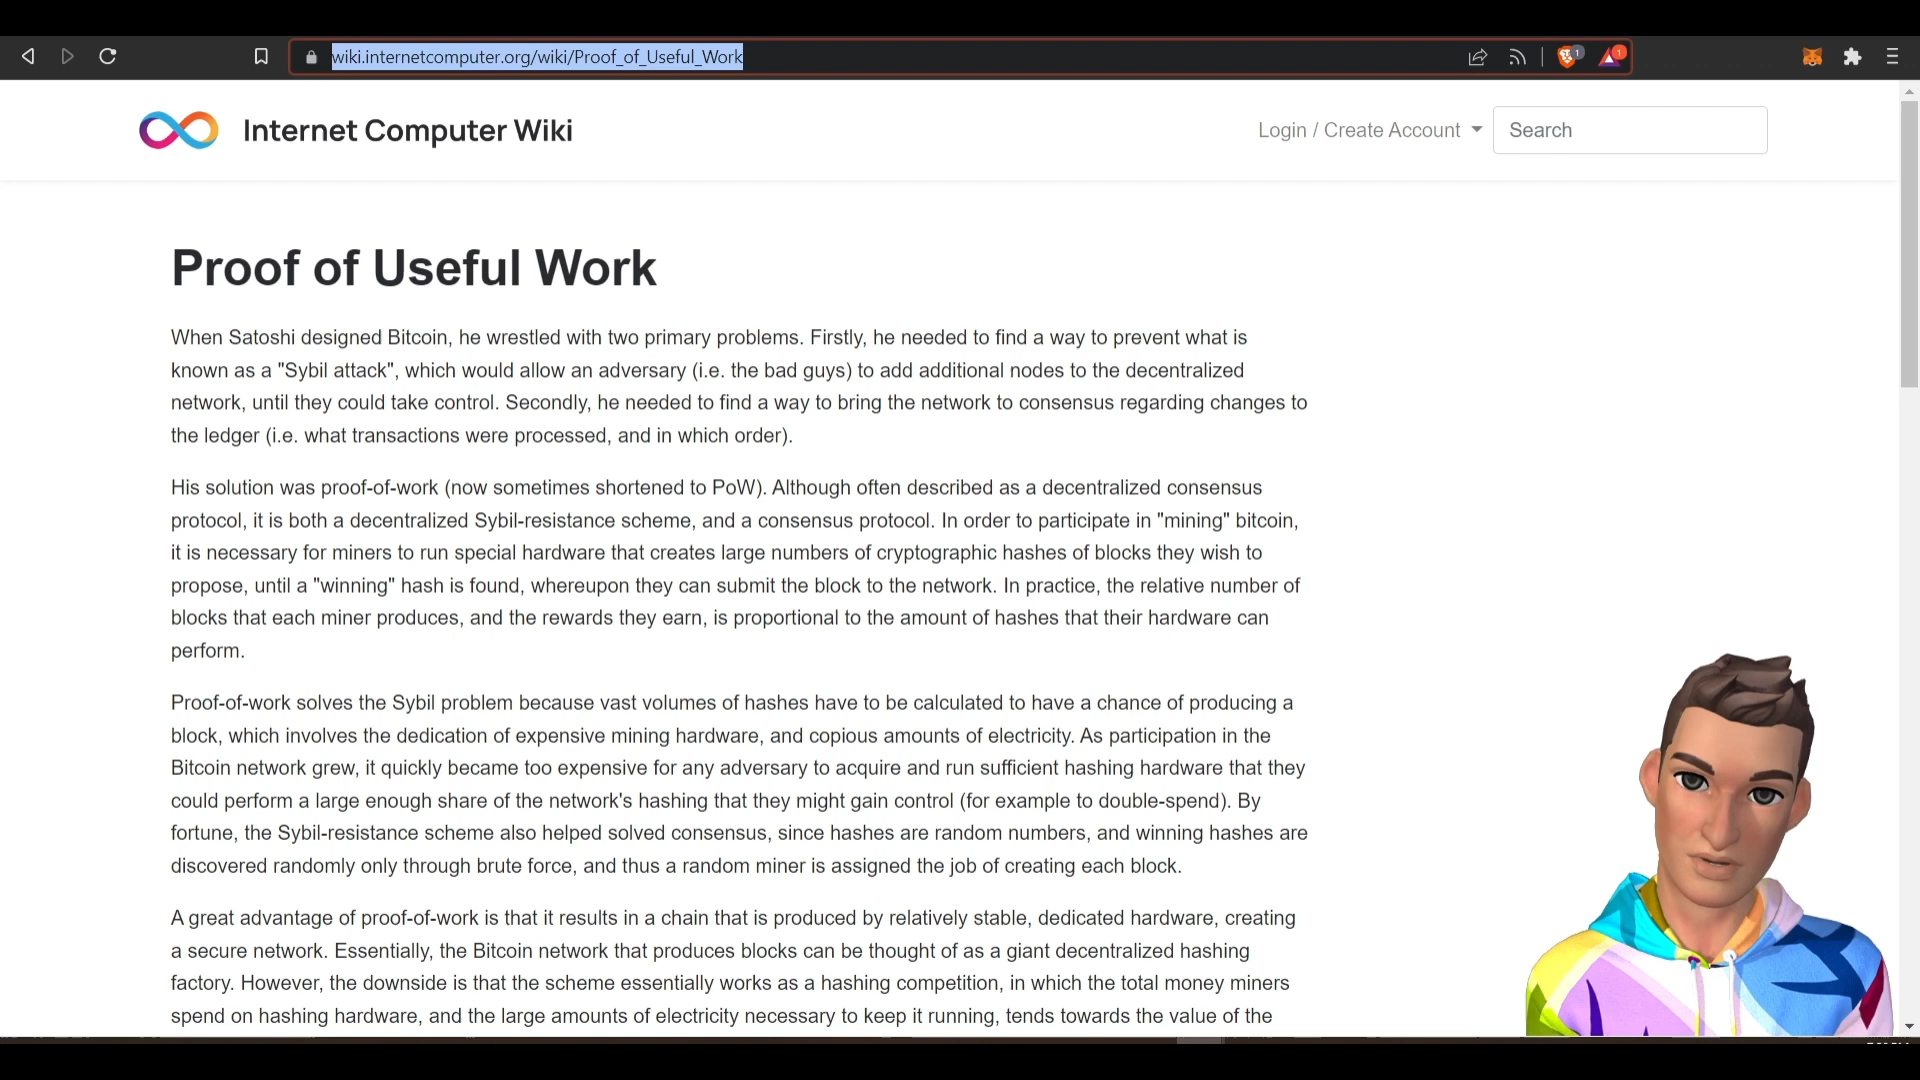 wiki.internetcomputer.org/wiki/Proof_of_Useful_Work
1
1
Internet Computer Wiki
Login / Create Account
Search
Proof of Useful Work
When Satoshi designed Bitcoin, he wrestled with two primary problems. Firstly, he needed to find a way to prevent what is
known as a "Sybil attack", which would allow an adversary (i.e. the bad guys) to add additional nodes to the decentralized
network, until they could take control. Secondly, he needed to find a way to bring the network to consensus regarding changes to
the ledger (i.e. what transactions were processed, and in which order).
His solution was proof-of-work (now sometimes shortened to PoW). Although often described as a decentralized consensus
protocol, it is both a decentralized Sybil-resistance scheme, and a consensus protocol. In order to participate in "mining" bitcoin,
it is necessary for miners to run special hardware that creates large numbers of cryptographic hashes of blocks they wish to
propose, until a "winning" hash is found, whereupon they can submit the block to the network. In practice, the relative number of
blocks that each miner produces, and the rewards they earn, is proportional to the amount of hashes that their hardware can
perform.
Proof-of-work solves the Sybil problem because vast volumes of hashes have to be calculated to have a chance of producing a
block, which involves the dedication of expensive mining hardware, and copious amounts of electricity. As participation in the
Bitcoin network grew, it quickly became too expensive for any adversary to acquire and run sufficient hashing hardware that they
could perform a large enough share of the network's hashing that they might gain control (for example to double-spend). By
fortune, the Sybil-resistance scheme also helped solved consensus, since hashes are random numbers, and winning hashes are
discovered randomly only through brute force, and thus a random miner is assigned the job of creating each block.
A great advantage of proof-of-work is that it results in a chain that is produced by relatively stable, dedicated hardware, creating
a secure network. Essentially, the Bitcoin network that produces blocks can be thought of as a giant decentralized hashing
factory. However, the downside is that the scheme essentially works as a hashing competition, in which the total money miners
spend on hashing hardware, and the large amounts of electricity necessary to keep it running, tends towards the value of the